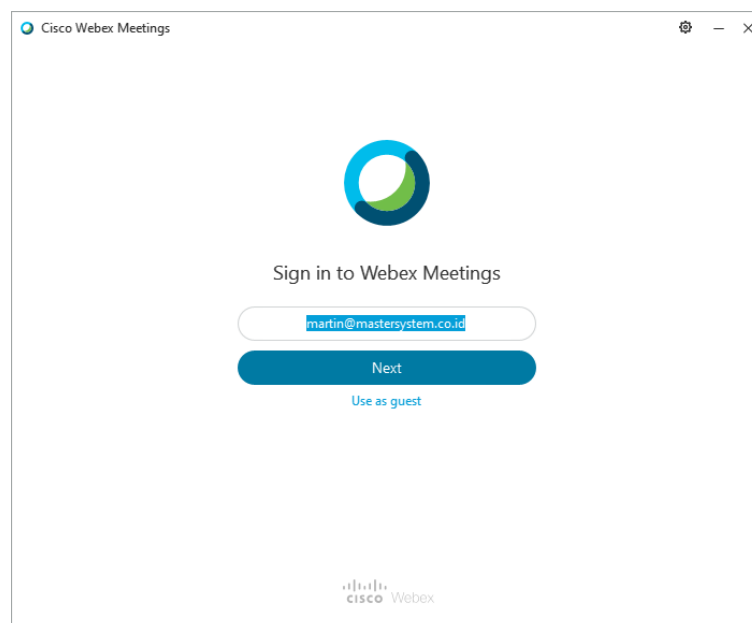 Cisco Webex Meetings
Sign in to Webex Meetings
martin@mastersystem.co.id
Next
Use as guest
cisco Webex